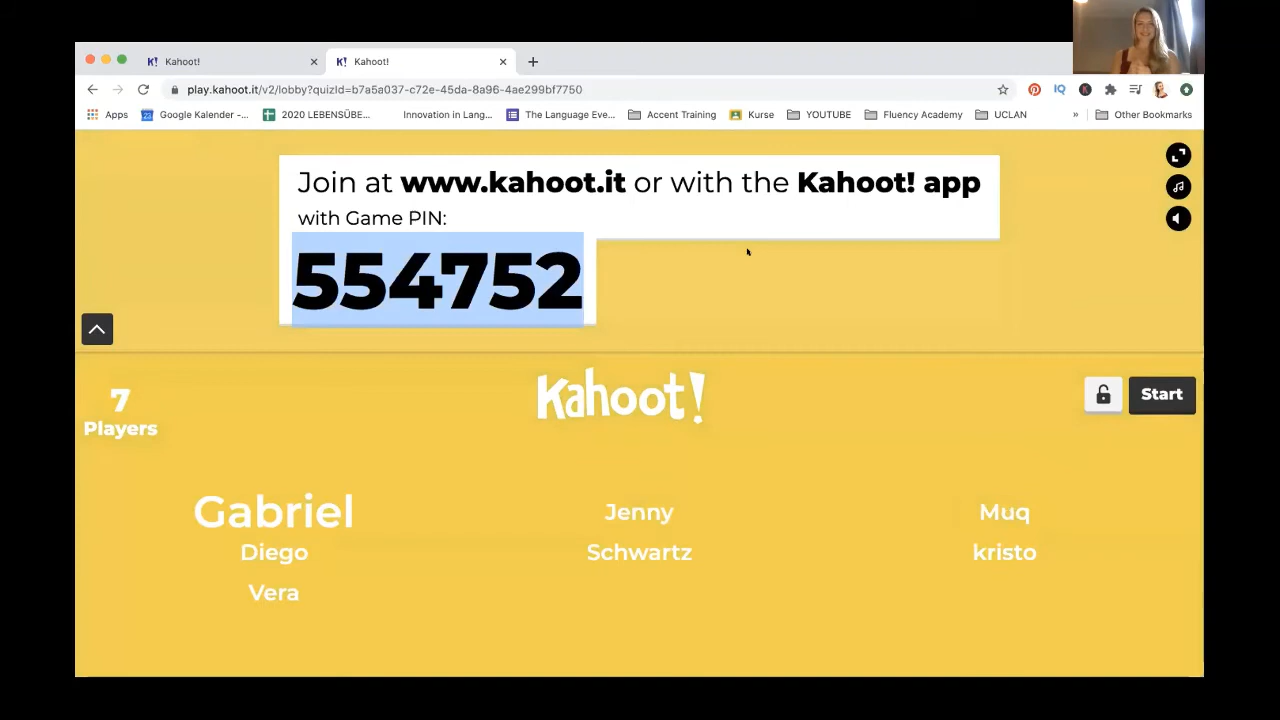 Kahoot!
Kahoot!
play.kahoot.it/v2/lobby?quizId=b7a5a037-c72e-45da-8a96-4ae299bf7750
IQ
Apps Google Kalender -... 2020 LEBENSÜBE... Innovation in Lang... The Language Eve... Accent Training Kurse YOUTUBE Fluency Academy UCLAN » Other Bookmarks
Join at www.kahoot.it or with the Kahoot! app
with Game PIN:
554752
7
Players
Kahoot!
Start
Gabriel Jenny Muq
Diego Schwartz kristo
Vera